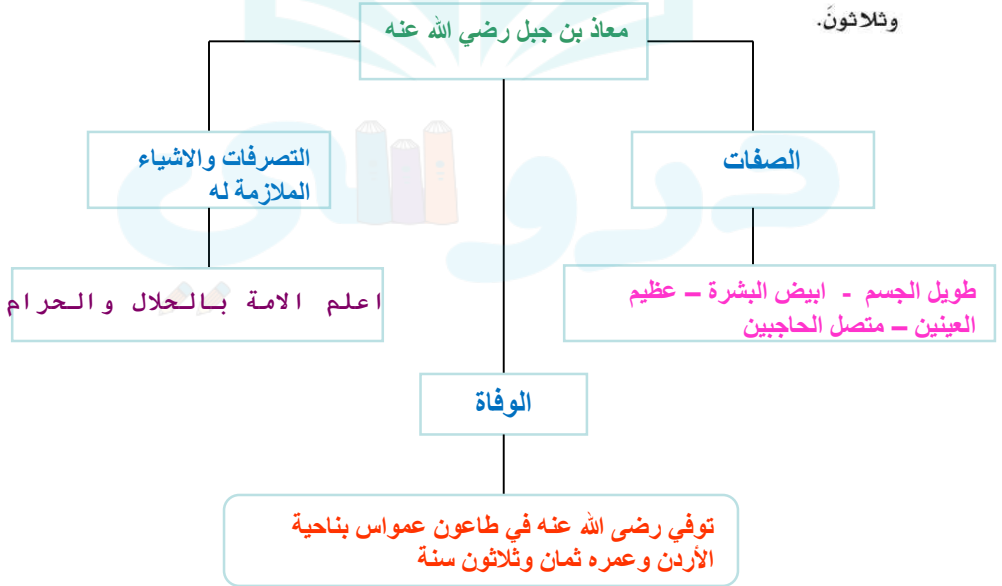 وثلاثونَ.
معاذ بن جبل رضي الله عنه
الصفات
التصرفات والاشياء
الملازمة له
طويل الجسم - ابيض البشرة – عظيم
العينين – متصل الحاجبين
اعلم الامة بالحلال والحرام
الوفاة
توفي رضى الله عنه في طاعون عمواس بناحية
الأردن وعمره ثمان وثلاثون سنة
دروسي